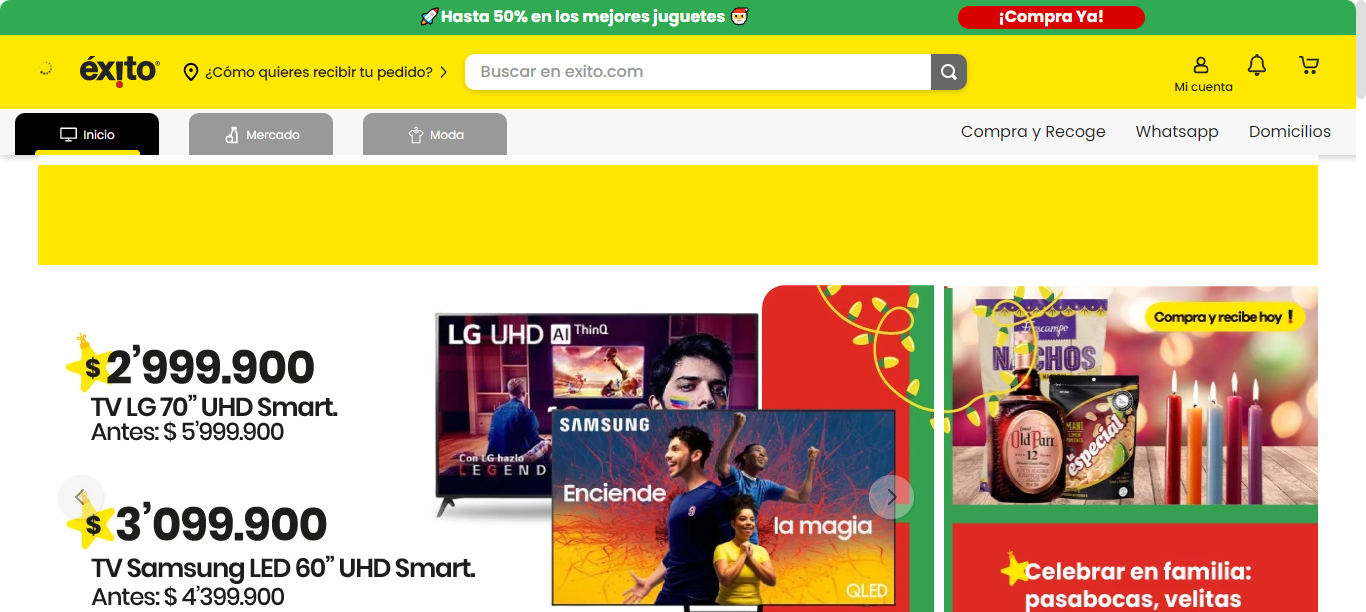 Hasta 50% en los mejores juguetes
¡Compra Ya!
éxito
¿Cómo quieres recibir tu pedido?
Buscar en exito.com
Mi cuenta
Inicio
Mercado
Moda
Compra y Recoge
Whatsapp
Domicilios
$2’999.900
TV LG 70” UHD Smart.
Antes: $ 5’999.900
$3’099.900
TV Samsung LED 60” UHD Smart.
Antes: $ 4’399.900
LG UHD AI ThinQ
Con LG hazlo
LEGEND
SAMSUNG
Enciende
la magia
QLED
Compra y recibe hoy !
Frescampo
NACHOS
Grand
Old Parr
12
MANI
la especial
Celebrar en familia:
pasabocas, velitas